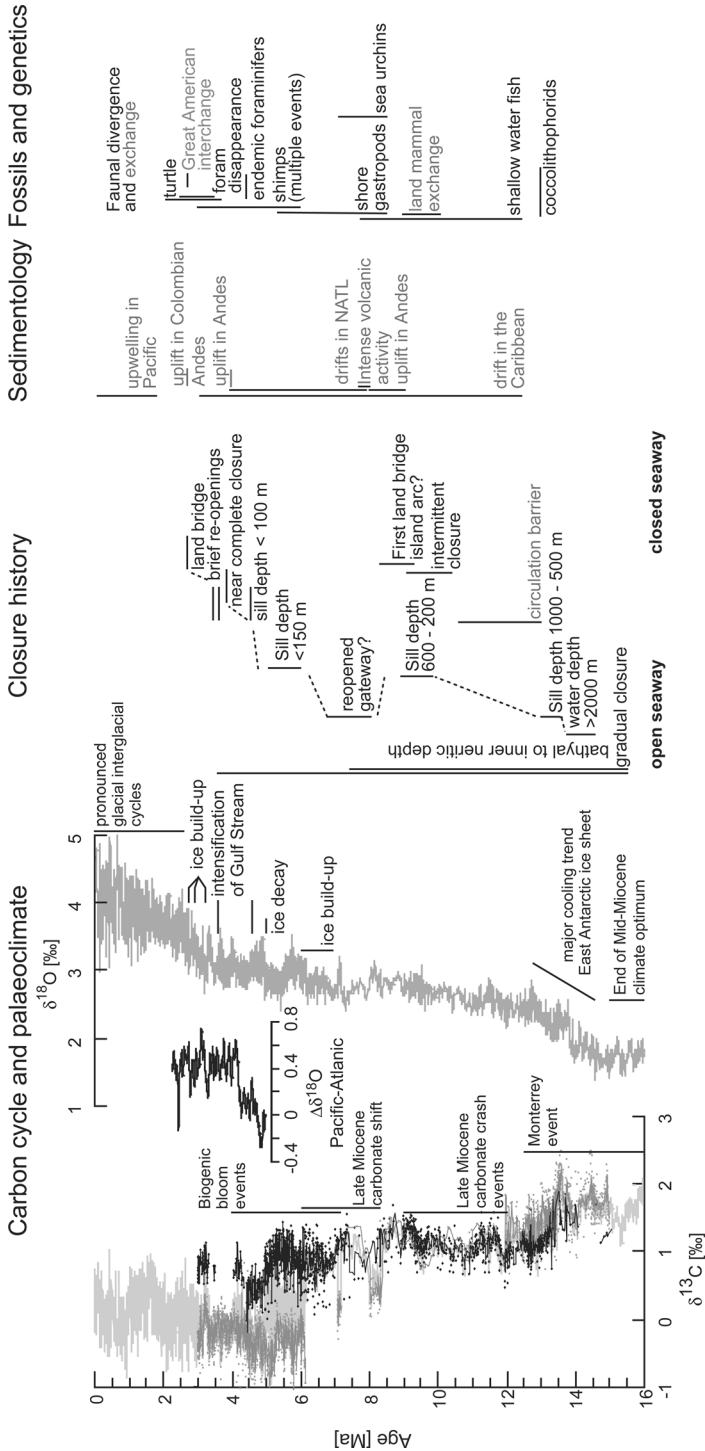 Carbon cycle and palaeoclimate
Closure history
Sedimentology
Fossils and genetics
δ18O [‰]
1
2
3
4
5
pronounced
glacial interglacial
cycles
ice build-up
intensification
of Gulf Stream
ice decay
ice build-up
major cooling trend
East Antarctic ice sheet
End of Mid-Miocene
climate optimum
-0.4
0
0.4
0.8
Δδ18O
Pacific-Atlanic
Biogenic
bloom
events
Late Miocene
carbonate shift
Late Miocene
carbonate crash
events
Monterrey
event
Age [Ma]
0
2
4
6
8
10
12
14
16
-1
0
1
2
3
δ13C [‰]
land bridge
brief re-openings
near complete closure
sill depth < 100 m
Sill depth
<150 m
reopened
gateway?
First land bridge
island arc?
intermittent
closure
Sill depth
600 - 200 m
circulation barrier
Sill depth 1000 - 500 m
water depth
>2000 m
gradual closure
bathyal to inner neritic depth
open seaway
closed seaway
upwelling in
Pacific
uplift in Colombian
Andes
uplift in Andes
drifts in NATL
Intense volcanic
activity
uplift in Andes
drift in the
Caribbean
Faunal divergence
and exchange
turtle
Great American
interchange
foram
disappearance
endemic foraminifers
shimps
(multiple events)
shore
gastropods
sea urchins
land mammal
exchange
shallow water fish
coccolithophorids